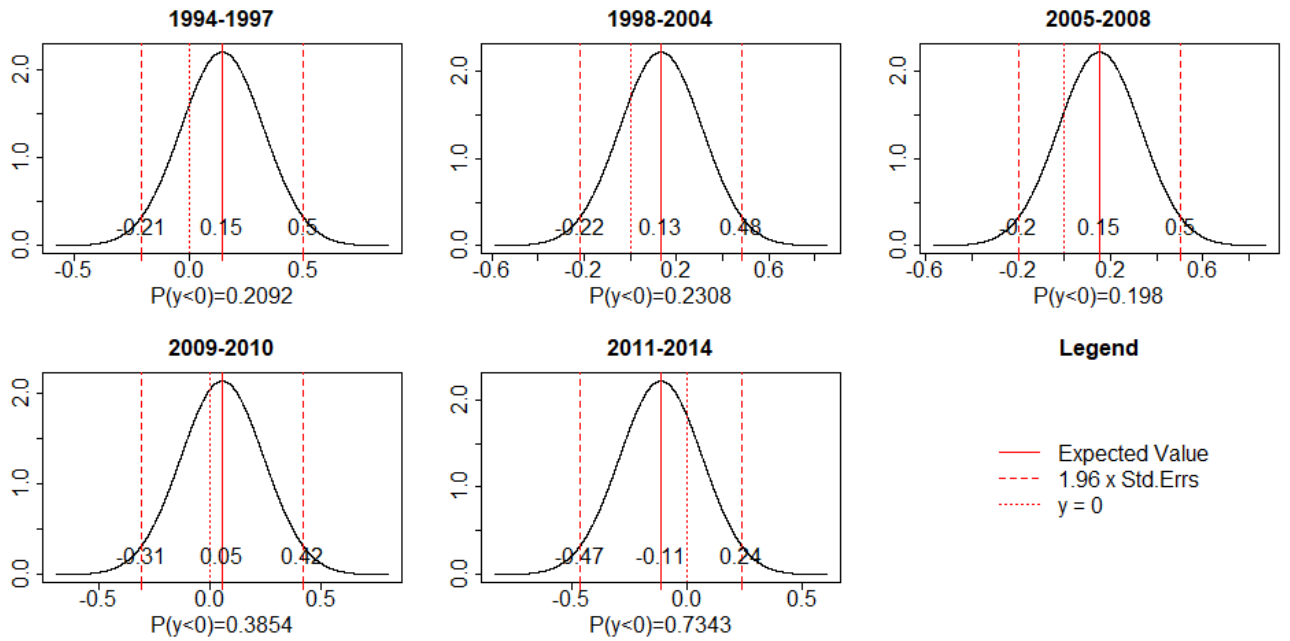 1994-1997
2.0
1.0
0.0
-0.21 0.15 0.5
-0.5 0.0 0.5
P(y<0)=0.2092
1998-2004
2.0
1.0
0.0
-0.22 0.13 0.48
-0.6 -0.2 0.2 0.6
P(y<0)=0.2308
2005-2008
2.0
1.0
0.0
-0.2 0.15 0.5
-0.6 -0.2 0.2 0.6
P(y<0)=0.198
2009-2010
2.0
1.0
0.0
-0.31 0.05 0.42
-0.5 0.0 0.5
P(y<0)=0.3854
2011-2014
2.0
1.0
0.0
-0.47 -0.11 0.24
-0.5 0.0 0.5
P(y<0)=0.7343
Legend
Expected Value
1.96 x Std.Errs
y = 0